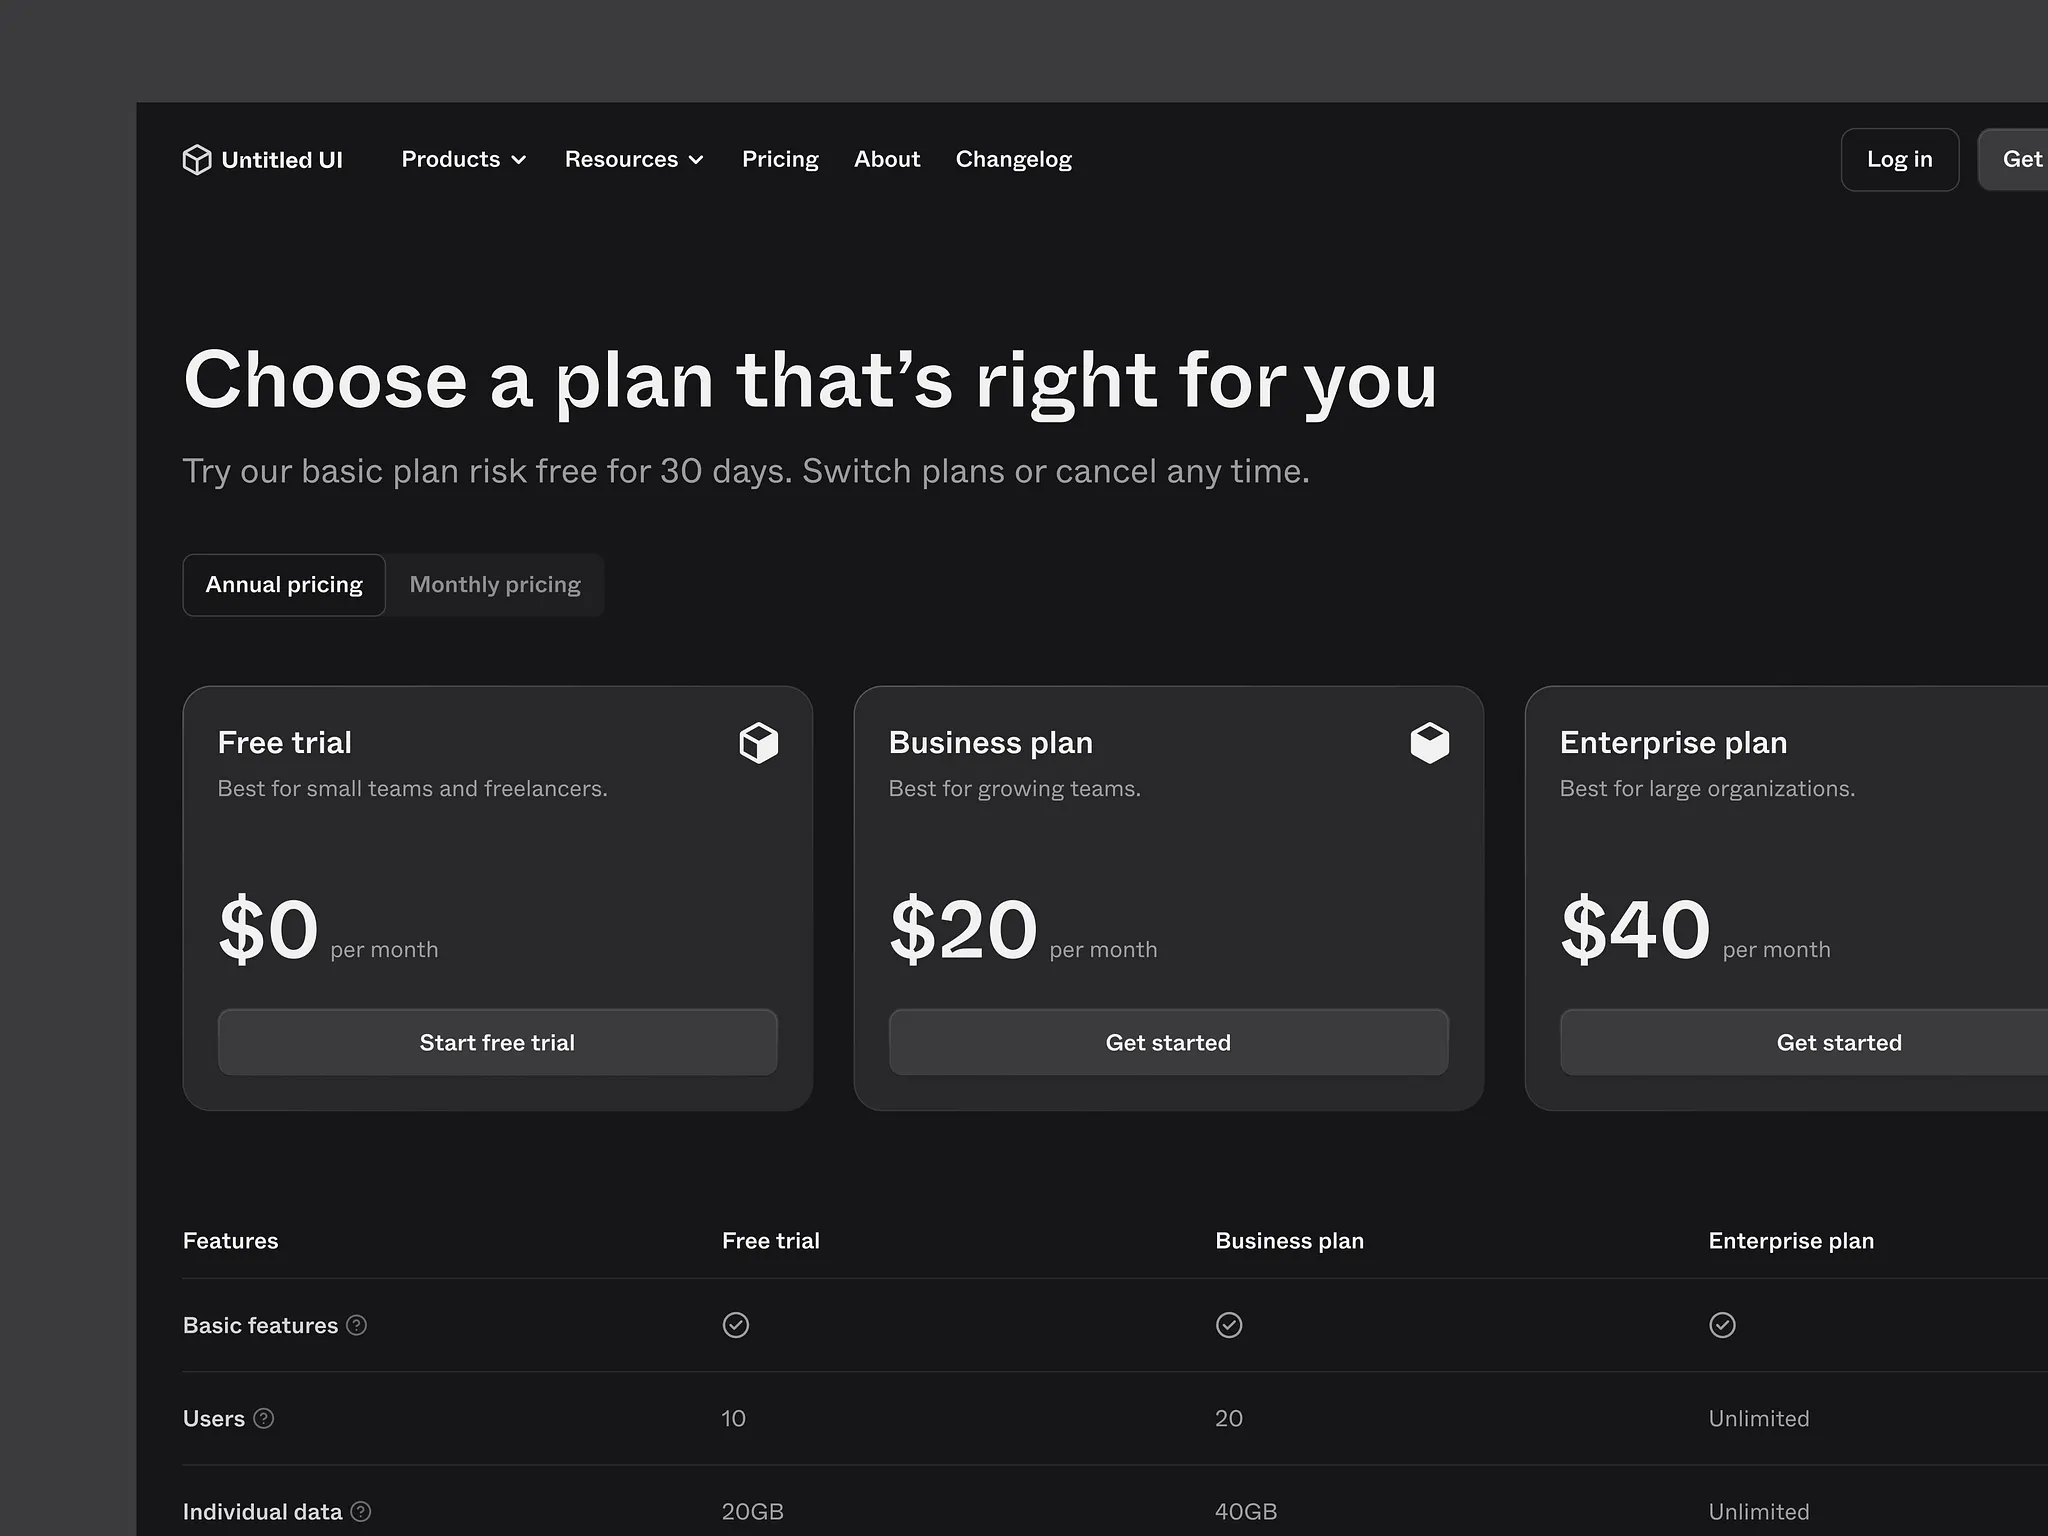 Untitled UI Products Resources Pricing About Changelog Log in Get
Choose a plan that’s right for you
Try our basic plan risk free for 30 days. Switch plans or cancel any time.
Annual pricing Monthly pricing
Free trial
Best for small teams and freelancers.
$0 per month
Start free trial
Business plan
Best for growing teams.
$20 per month
Get started
Enterprise plan
Best for large organizations.
$40 per month
Get started
Features Free trial Business plan Enterprise plan
Basic features
Users 10 20 Unlimited
Individual data 20GB 40GB Unlimited